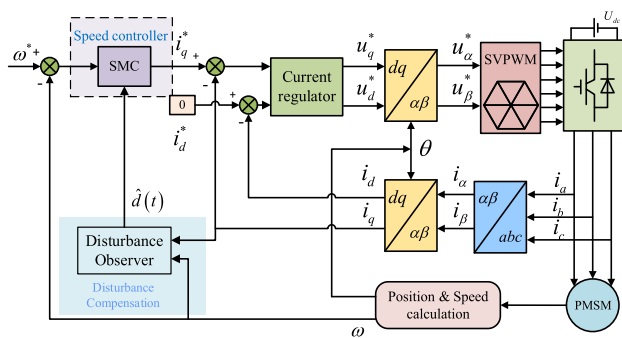 Speed controller
ω*
+
-
SMC
i_q^*
+
-
0
i_d^*
+
-
Current
regulator
u_q^*
u_d^*
dq
αβ
u_α^*
u_β^*
SVPWM
U_dc
θ
d̂(t)
i_d
i_q
dq
αβ
i_α
i_β
αβ
abc
i_a
i_b
i_c
Disturbance
Observer
Disturbance
Compensation
Position & Speed
calculation
PMSM
ω